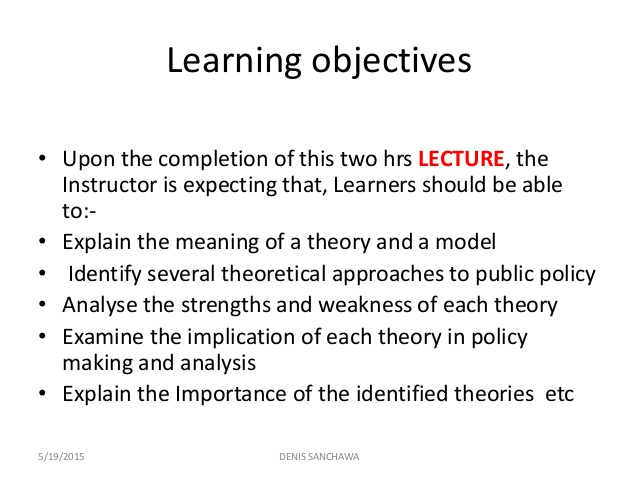 Learning objectives
• Upon the completion of this two hrs LECTURE, the
Instructor is expecting that, Learners should be able
to:-
• Explain the meaning of a theory and a model
• Identify several theoretical approaches to public policy
• Analyse the strengths and weakness of each theory
• Examine the implication of each theory in policy
making and analysis
• Explain the Importance of the identified theories etc
5/19/2015 DENIS SANCHAWA